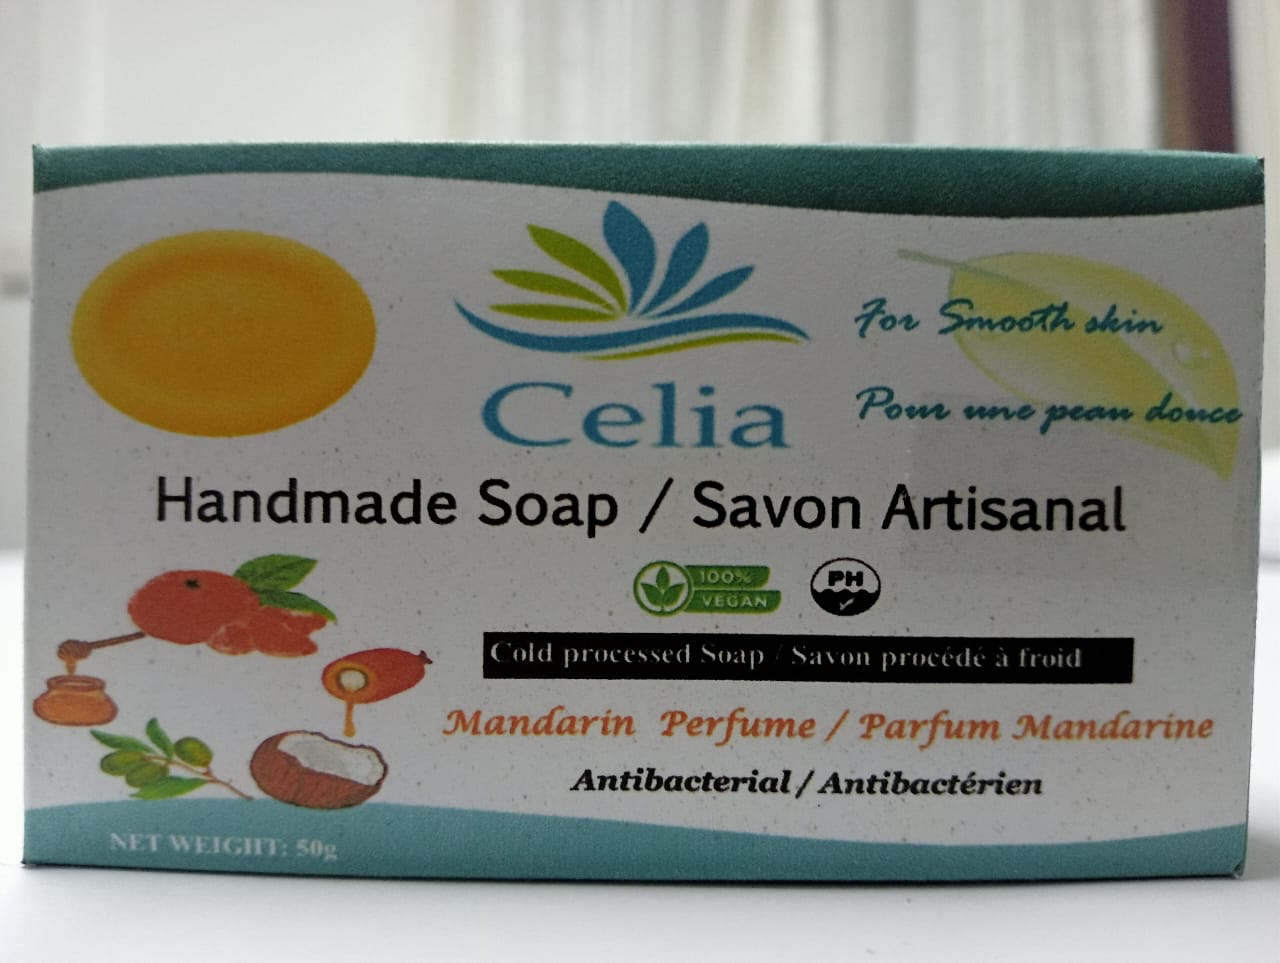 Celia
For Smooth skin
Pour une peau douce
Handmade Soap / Savon Artisanal
100%
VEGAN
PH
Cold processed Soap / Savon procédé à froid
Mandarin Perfume / Parfum Mandarine
Antibacterial / Antibactérien
NET WEIGHT: 50g